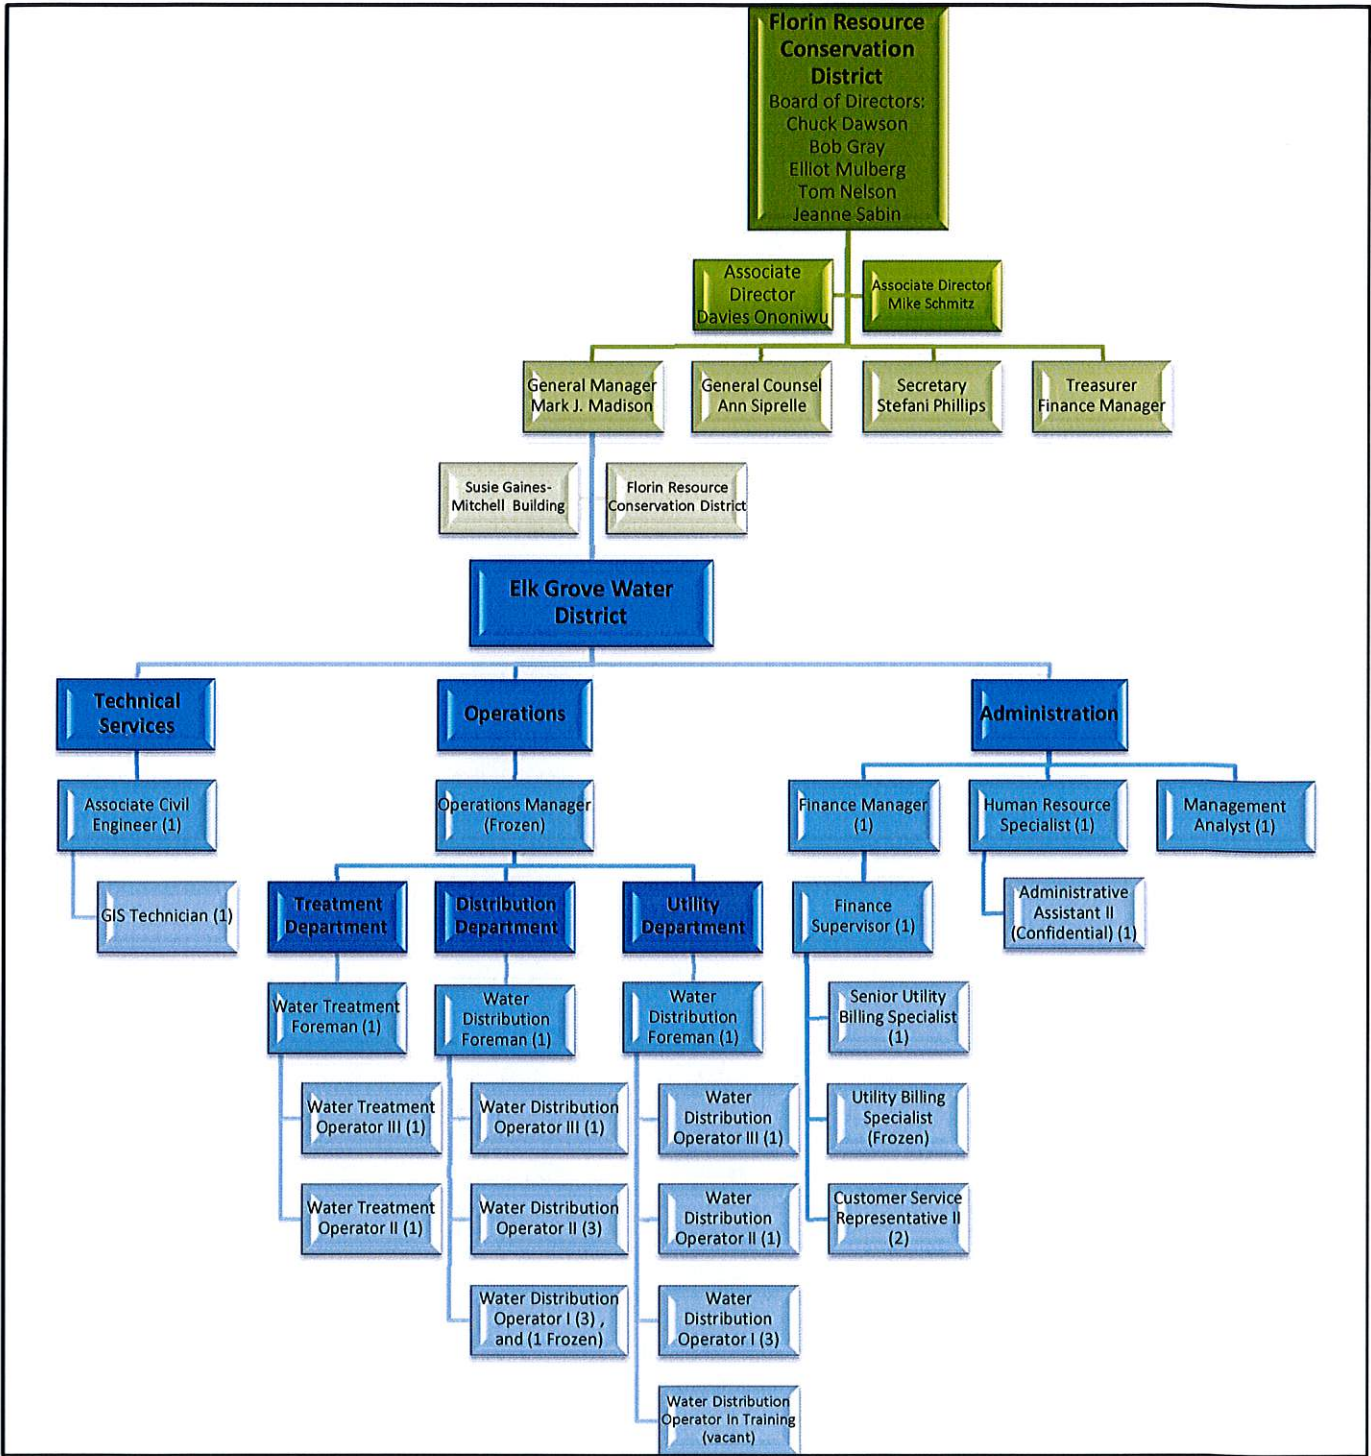 Florin Resource
Conservation
District
Board of Directors:
Chuck Dawson
Bob Gray
Elliot Mulberg
Tom Nelson
Jeanne Sabin
Associate
Director
Davies Ononiwu
Associate Director
Mike Schmitz
General Manager
Mark J. Madison
General Counsel
Ann Siprelle
Secretary
Stefani Phillips
Treasurer
Finance Manager
Susie Gaines-
Mitchell Building
Florin Resource
Conservation District
Elk Grove Water
District
Technical
Services
Operations
Administration
Associate Civil
Engineer (1)
Operations Manager
(Frozen)
Finance Manager
(1)
Human Resource
Specialist (1)
Management
Analyst (1)
GIS Technician (1)
Treatment
Department
Distribution
Department
Utility
Department
Finance
Supervisor (1)
Administrative
Assistant II
(Confidential) (1)
Water Treatment
Foreman (1)
Water
Distribution
Foreman (1)
Water
Distribution
Foreman (1)
Senior Utility
Billing Specialist
(1)
Water Treatment
Operator III (1)
Water Distribution
Operator III (1)
Water
Distribution
Operator III (1)
Utility Billing
Specialist
(Frozen)
Water Treatment
Operator II (1)
Water Distribution
Operator II (3)
Water
Distribution
Operator II (1)
Customer Service
Representative II
(2)
Water Distribution
Operator I (3) ,
and (1 Frozen)
Water
Distribution
Operator I (3)
Water Distribution
Operator In Training
(vacant)